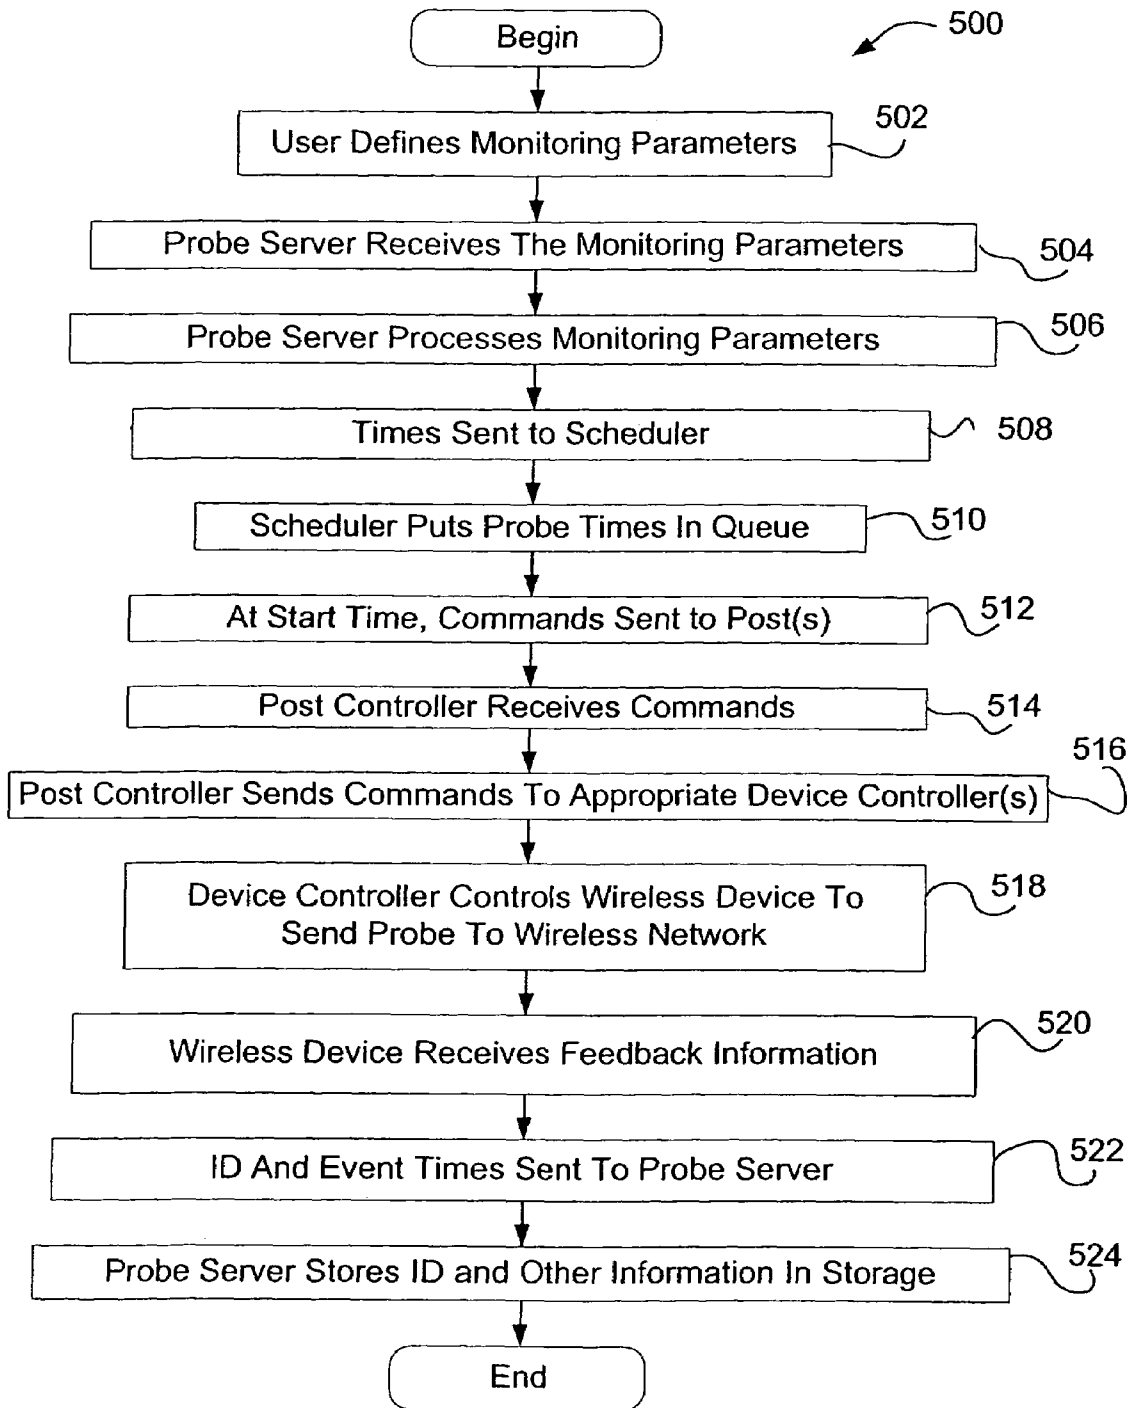 Begin
500
User Defines Monitoring Parameters
502
Probe Server Receives The Monitoring Parameters
504
Probe Server Processes Monitoring Parameters
506
Times Sent to Scheduler
508
Scheduler Puts Probe Times In Queue
510
At Start Time, Commands Sent to Post(s)
512
Post Controller Receives Commands
514
Post Controller Sends Commands To Appropriate Device Controller(s)
516
Device Controller Controls Wireless Device To
Send Probe To Wireless Network
518
Wireless Device Receives Feedback Information
520
ID And Event Times Sent To Probe Server
522
Probe Server Stores ID and Other Information In Storage
524
End